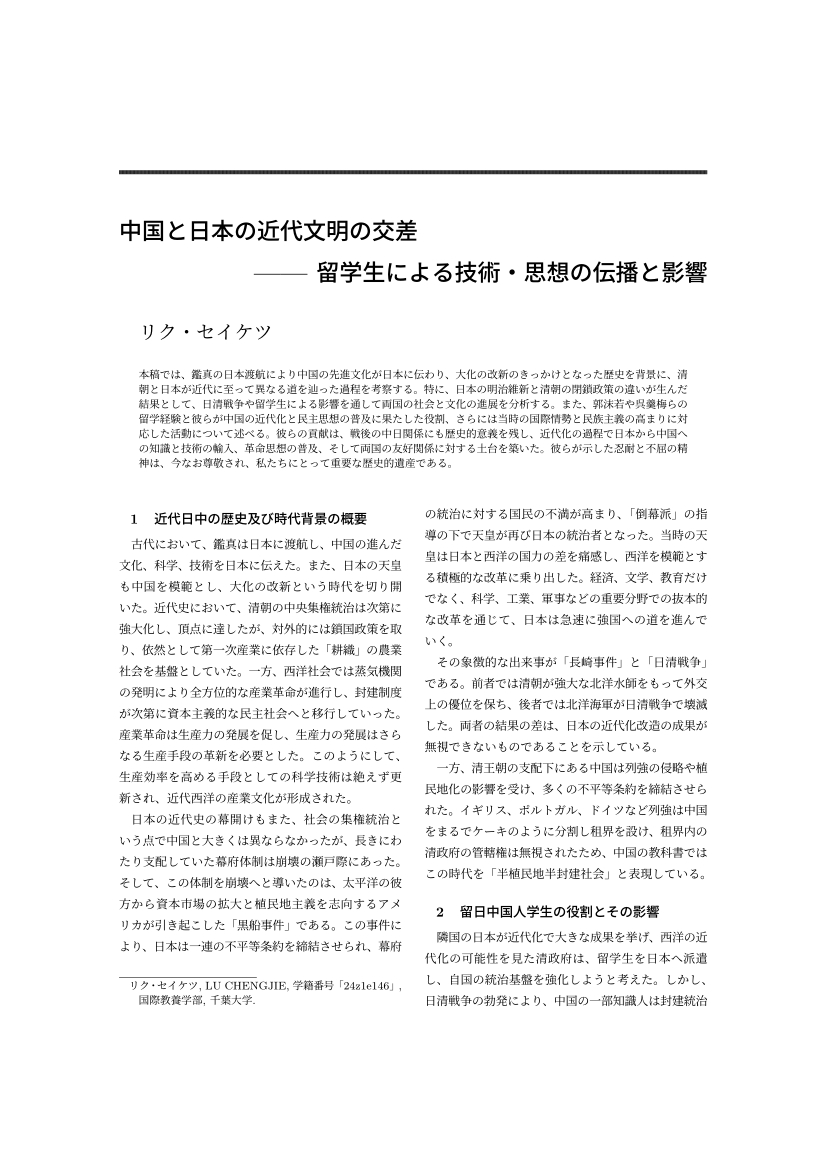 中国と日本の近代文明の交差
—— 留学生による技術・思想の伝播と影響
リク・セイケツ
本稿では、鑑真の日本渡航により中国の先進文化が日本に伝わり、大化の改新のきっかけとなった歴史を背景に、清
朝と日本が近代に至って異なる道を辿った過程を考察する。特に、日本の明治維新と清朝の閉鎖政策の違いが生んだ
結果として、日清戦争や留学生による影響を通して両国の社会と文化の進展を分析する。また、郭沫若や呉羹梅らの
留学経験と彼らが中国の近代化と民主思想の普及に果たした役割、さらには当時の国際情勢と民族主義の高まりに対
応した活動について述べる。彼らの貢献は、戦後の中日関係にも歴史的意義を残し、近代化の過程で日本から中国へ
の知識と技術の輸入、革命思想の普及、そして両国の友好関係に対する土台を築いた。彼らが示した忍耐と不屈の精
神は、今なお尊敬され、私たちにとって重要な歴史的遺産である。
1 近代日中の歴史及び時代背景の概要
古代において、鑑真は日本に渡航し、中国の進んだ
文化、科学、技術を日本に伝えた。また、日本の天皇
も中国を模範とし、大化の改新という時代を切り開
いた。近代史において、清朝の中央集権統治は次第に
強大化し、頂点に達したが、対外的には鎖国政策を取
り、依然として第一次産業に依存した「耕織」の農業
社会を基盤としていた。一方、西洋社会では蒸気機関
の発明により全方位的な産業革命が進行し、封建制度
が次第に資本主義的な民主社会へと移行していった。
産業革命は生産力の発展を促し、生産力の発展はさら
なる生産手段の革新を必要とした。このようにして、
生産効率を高める手段としての科学技術は絶えず更
新され、近代西洋の産業文化が形成された。
日本の近代史の幕開けもまた、社会の集権統治と
いう点で中国と大きくは異ならなかったが、長きにわ
たり支配していた幕府体制は崩壊の瀬戸際にあった。
そして、この体制を崩壊へと導いたのは、太平洋の彼
方から資本市場の拡大と植民地主義を志向するアメ
リカが引き起こした「黒船事件」である。この事件に
より、日本は一連の不平等条約を締結させられ、幕府
リク・セイケツ, LU CHENGJIE, 学籍番号「24z1e146」,
国際教養学部, 千葉大学.
の統治に対する国民の不満が高まり、「倒幕派」の指
導の下で天皇が再び日本の統治者となった。当時の天
皇は日本と西洋の国力の差を痛感し、西洋を模範とす
る積極的な改革に乗り出した。経済、文学、教育だけ
でなく、科学、工業、軍事などの重要分野での抜本的
な改革を通じて、日本は急速に強国への道を進んで
いく。
その象徴的な出来事が「長崎事件」と「日清戦争」
である。前者では清朝が強大な北洋水師をもって外交
上の優位を保ち、後者では北洋海軍が日清戦争で壊滅
した。両者の結果の差は、日本の近代化改造の成果が
無視できないものであることを示している。
一方、清王朝の支配下にある中国は列強の侵略や植
民地化の影響を受け、多くの不平等条約を締結させら
れた。イギリス、ポルトガル、ドイツなど列強は中国
をまるでケーキのように分割し租界を設け、租界内の
清政府の管轄権は無視されたため、中国の教科書では
この時代を「半植民地半封建社会」と表現している。
2 留日中国人学生の役割とその影響
隣国の日本が近代化で大きな成果を挙げ、西洋の近
代化の可能性を見た清政府は、留学生を日本へ派遣
し、自国の統治基盤を強化しようと考えた。しかし、
日清戦争の勃発により、中国の一部知識人は封建統治